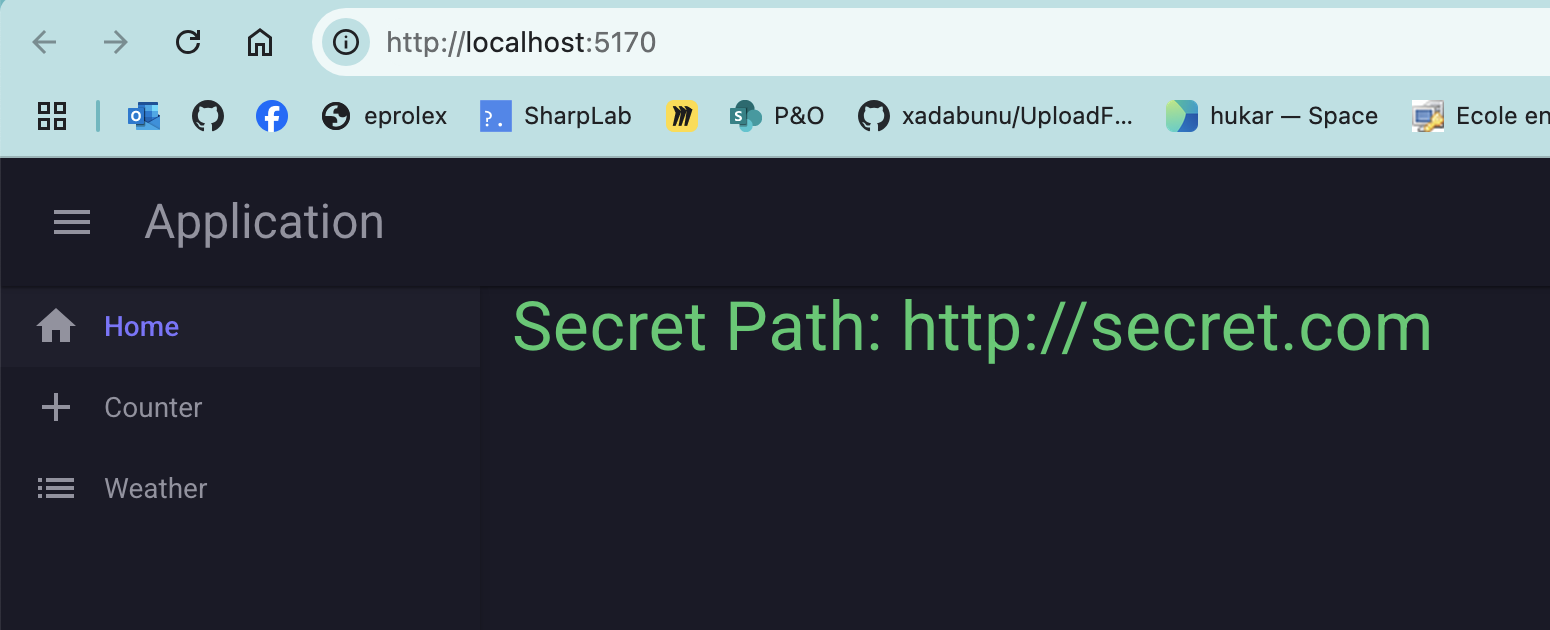 http://localhost:5170
eprolex SharpLab P&O xadabunu/UploadF... hukar — Space Ecole en
Application
Home
Secret Path: http://secret.com
Counter
Weather